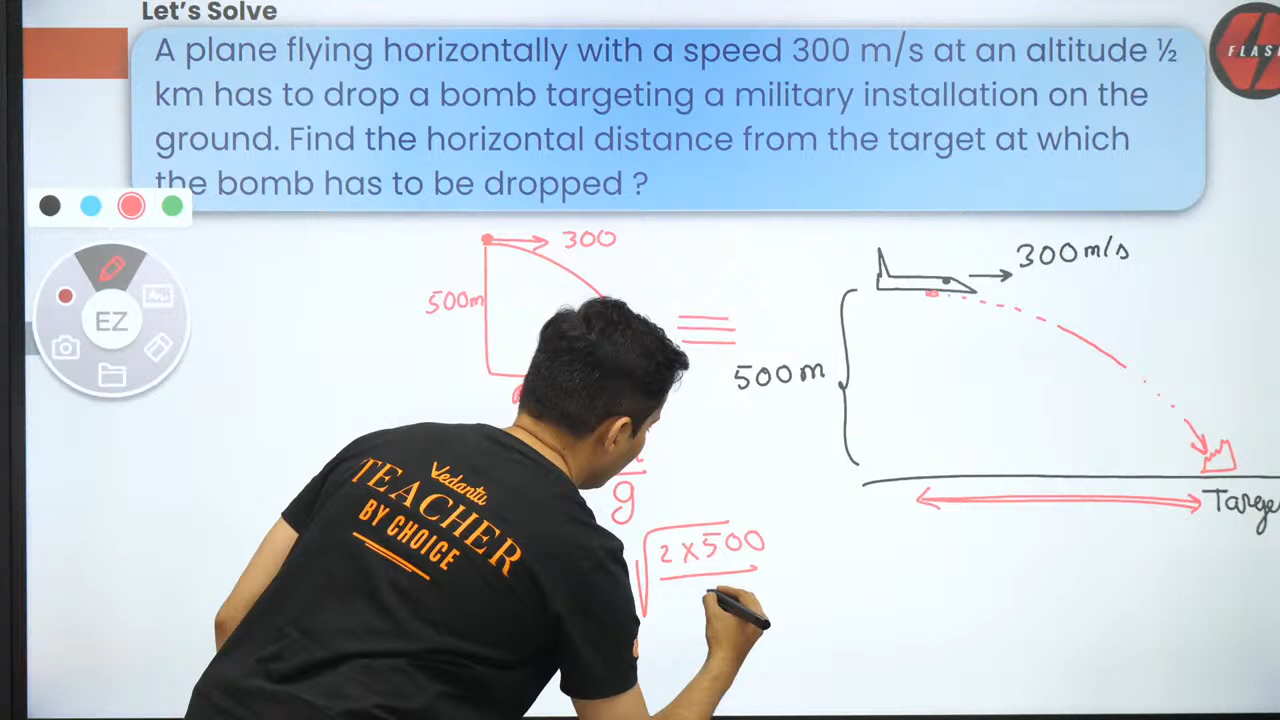 Let's Solve
A plane flying horizontally with a speed 300 m/s at an altitude ½
km has to drop a bomb targeting a military installation on the
ground. Find the horizontal distance from the target at which
the bomb has to be dropped ?
FLAS
EZ
300
500m
g
2 × 500
300 m/s
500 m
Targe
Vedantu
TEACHER
BY CHOICE